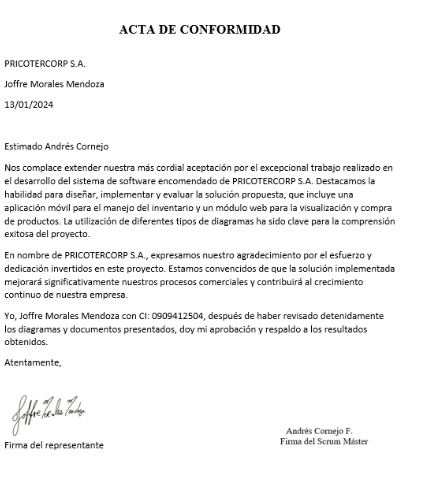 ACTA DE CONFORMIDAD
PRICOTERCORP S.A.
Joffre Morales Mendoza
13/01/2024
Estimado Andrés Cornejo
Nos complace extender nuestra más cordial aceptación por el excepcional trabajo realizado en
el desarrollo del sistema de software encomendado de PRICOTERCORP S.A. Destacamos la
habilidad para diseñar, implementar y evaluar la solución propuesta, que incluye una
aplicación móvil para el manejo del inventario y un módulo web para la visualización y compra
de productos. La utilización de diferentes tipos de diagramas ha sido clave para la comprensión
exitosa del proyecto.
En nombre de PRICOTERCORP S.A., expresamos nuestro agradecimiento por el esfuerzo y
dedicación invertidos en este proyecto. Estamos convencidos de que la solución implementada
mejorará significativamente nuestros procesos comerciales y contribuirá al crecimiento
continuo de nuestra empresa.
Yo, Joffre Morales Mendoza con CI: 0909412504, después de haber revisado detenidamente
los diagramas y documentos presentados, doy mi aprobación y respaldo a los resultados
obtenidos.
Atentamente,
Joffre Morales Mendoza
Firma del representante
Andrés Cornejo F.
Firma del Scrum Máster